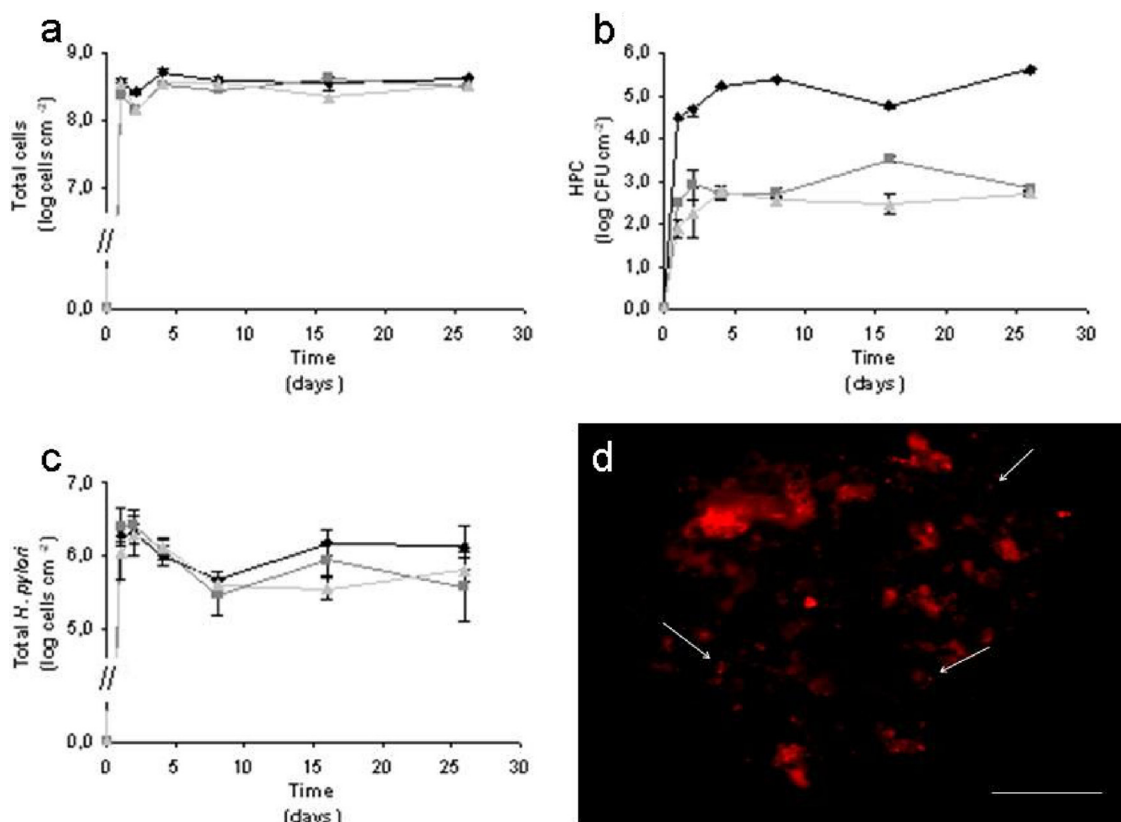 a
9,0
8,0
7,0
0,0
Total cells
(log cells cm⁻²)
0 5 10 15 20 25 30
Time
(days)
b
6,0
5,0
4,0
3,0
2,0
1,0
0,0
HPC
(log CFU cm⁻²)
0 5 10 15 20 25 30
Time
(days)
c
7,0
6,0
5,0
0,0
Total H. pylori
(log cells cm⁻²)
0 5 10 15 20 25 30
Time
(days)
d